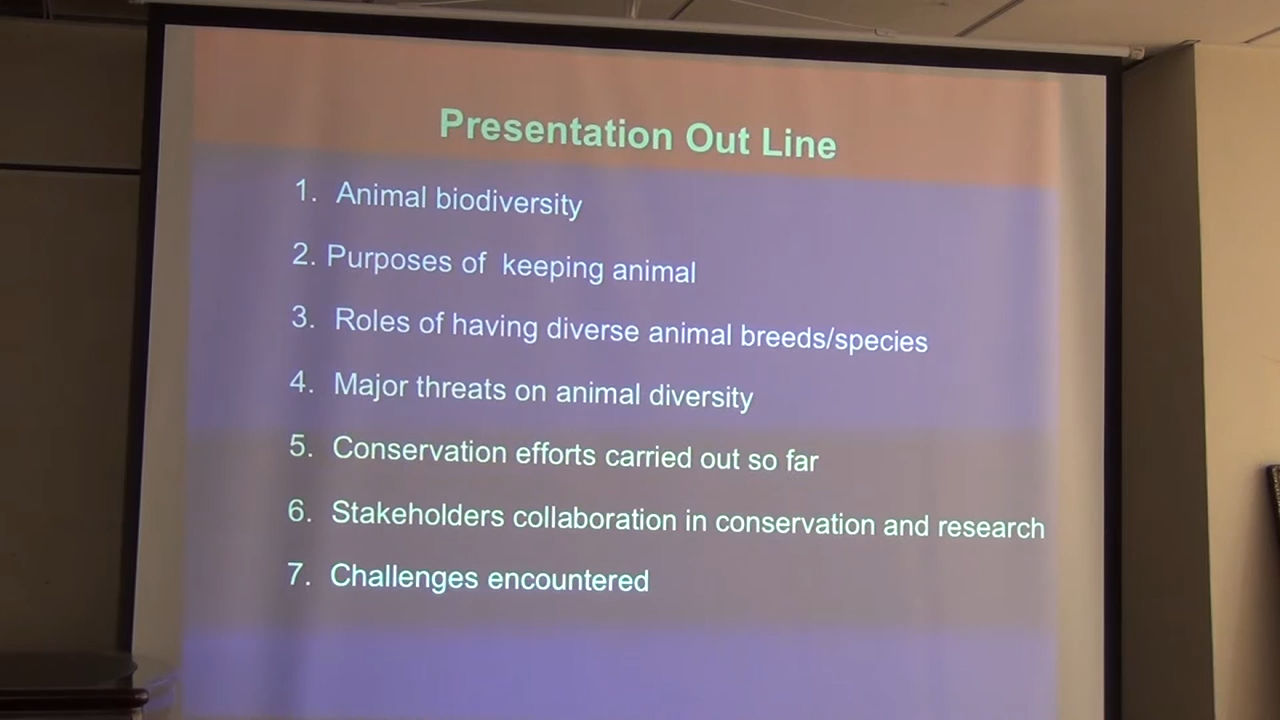 Presentation Out Line
1. Animal biodiversity
2. Purposes of keeping animal
3. Roles of having diverse animal breeds/species
4. Major threats on animal diversity
5. Conservation efforts carried out so far
6. Stakeholders collaboration in conservation and research
7. Challenges encountered